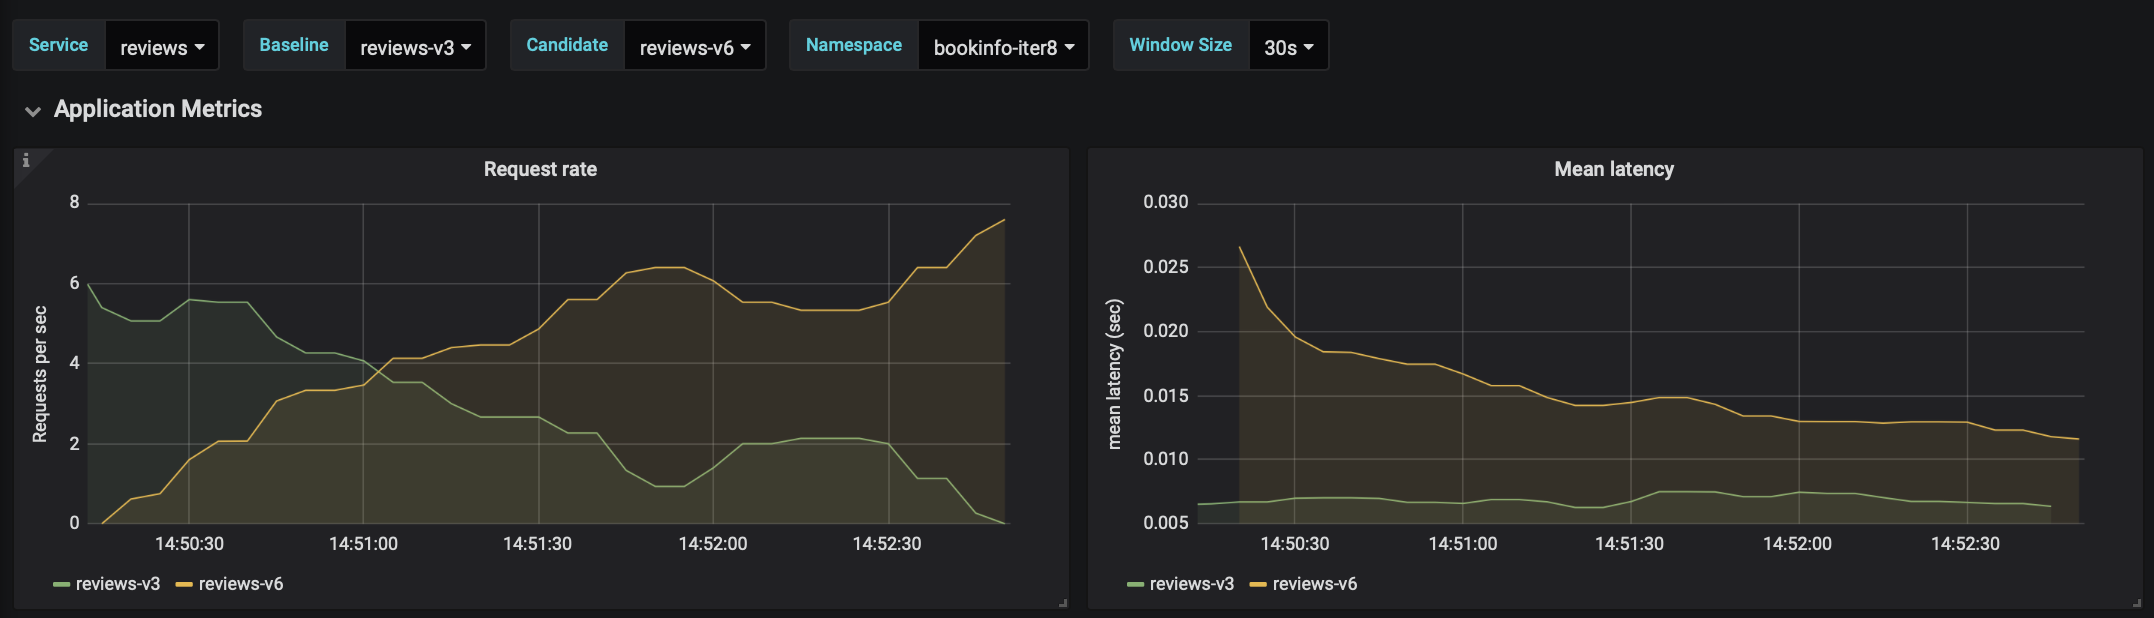 Service reviews Baseline reviews-v3 Candidate reviews-v6 Namespace bookinfo-iter8 Window Size 30s
Application Metrics
i
Request rate
8
6
4
2
0
Requests per sec
14:50:30 14:51:00 14:51:30 14:52:00 14:52:30
reviews-v3 reviews-v6
Mean latency
0.030
0.025
0.020
0.015
0.010
0.005
mean latency (sec)
14:50:30 14:51:00 14:51:30 14:52:00 14:52:30
reviews-v3 reviews-v6